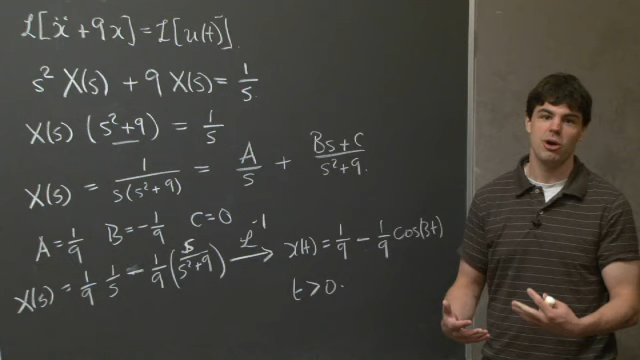 ℒ[ẍ + 9x] = ℒ[u(t)].
s² X(s) + 9 X(s) = 1/s.
X(s) (s² + 9) = 1/s
X(s) = 1/(s(s²+9)) = A/s + (Bs + C)/(s² + 9).
A = 1/9 B = -1/9 C = 0
X(s) = 1/9 1/s - 1/9 (s/(s²+9)) ℒ⁻¹→ x(t) = 1/9 - 1/9 cos(3t)
t > 0.